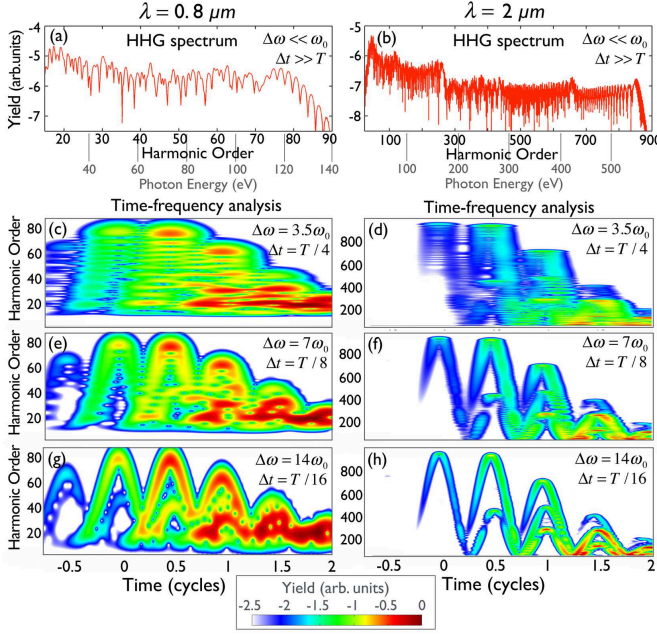 λ = 0.8 μm
λ = 2 μm
(a)
HHG spectrum
Δω << ω₀
Δt >> T
Yield (arb.units)
-4
-5
-6
-7
20 30 40 50 60 70 80 90
Harmonic Order
40 60 80 100 120 140
Photon Energy (eV)
(b)
HHG spectrum
Δω << ω₀
Δt >> T
-5
-6
-7
-8
100 300 500 700 900
Harmonic Order
150 260 360 420 580
Photon Energy (eV)
Time-frequency analysis
Time-frequency analysis
(c)
Δω = 3.5ω₀
Δt = T / 4
Harmonic Order
80
60
40
20
(d)
Δω = 3.5ω₀
Δt = T / 4
800
600
400
200
(e)
Δω = 7ω₀
Δt = T / 8
Harmonic Order
80
60
40
20
(f)
Δω = 7ω₀
Δt = T / 8
800
600
400
200
(g)
Δω = 14ω₀
Δt = T / 16
Harmonic Order
80
60
40
20
-0.5 0 0.5 1 1.5 2
Time (cycles)
(h)
Δω = 14ω₀
Δt = T / 16
800
600
400
200
-0.5 0 0.5 1 1.5 2
Time (cycles)
Yield (arb. units)
-2.5 -2 -1.5 -1 -0.5 0